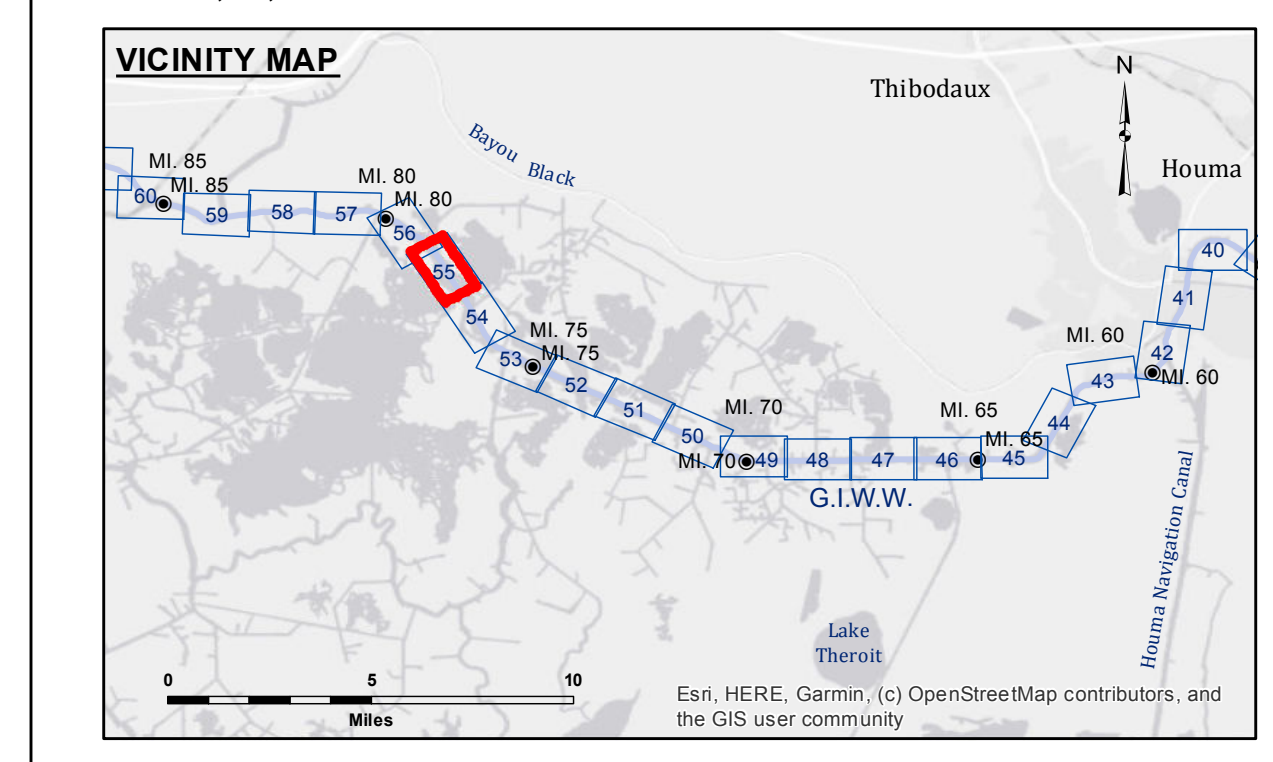 VICINITY MAP
N
Thibodaux
Bayou Black
Houma
MI. 85
MI. 85
MI. 80
MI. 80
60
59
58
57
56
55
54
40
41
42
MI. 60
MI. 60
43
44
MI. 75
MI. 75
53
52
51
50
MI. 70
MI. 70
49
48
47
46
MI. 65
MI. 65
45
G.I.W.W.
Houma Navigation Canal
Lake
Theroit
0 5 10
Miles
Esri, HERE, Garmin, (c) OpenStreetMap contributors, and
the GIS user community